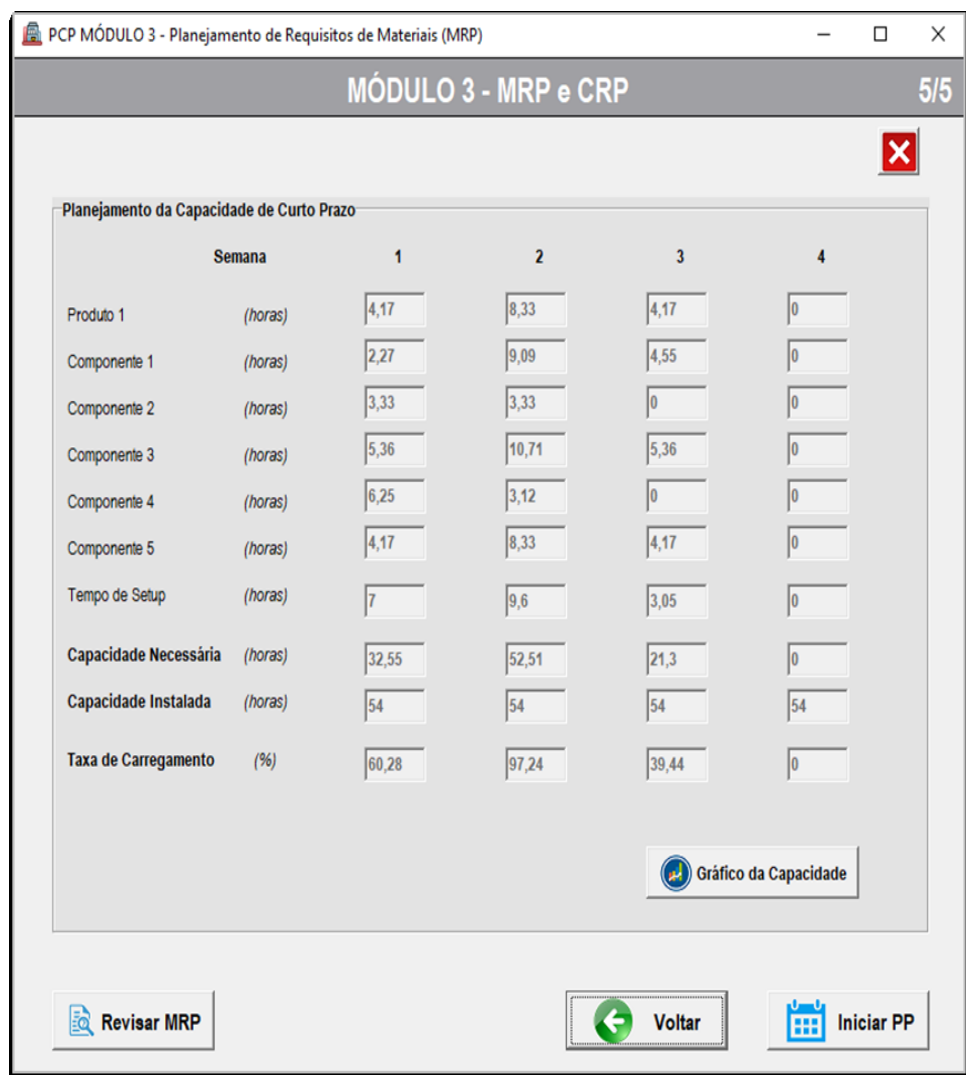 PCP MÓDULO 3 - Planejamento de Requisitos de Materiais (MRP)
MÓDULO 3 - MRP e CRP 5/5
Planejamento da Capacidade de Curto Prazo
Semana 1 2 3 4
Produto 1 (horas) 4,17 8,33 4,17 0
Componente 1 (horas) 2,27 9,09 4,55 0
Componente 2 (horas) 3,33 3,33 0 0
Componente 3 (horas) 5,36 10,71 5,36 0
Componente 4 (horas) 6,25 3,12 0 0
Componente 5 (horas) 4,17 8,33 4,17 0
Tempo de Setup (horas) 7 9,6 3,05 0
Capacidade Necessária (horas) 32,55 52,51 21,3 0
Capacidade Instalada (horas) 54 54 54 54
Taxa de Carregamento (%) 60,28 97,24 39,44 0
Gráfico da Capacidade
Revisar MRP Voltar Iniciar PP